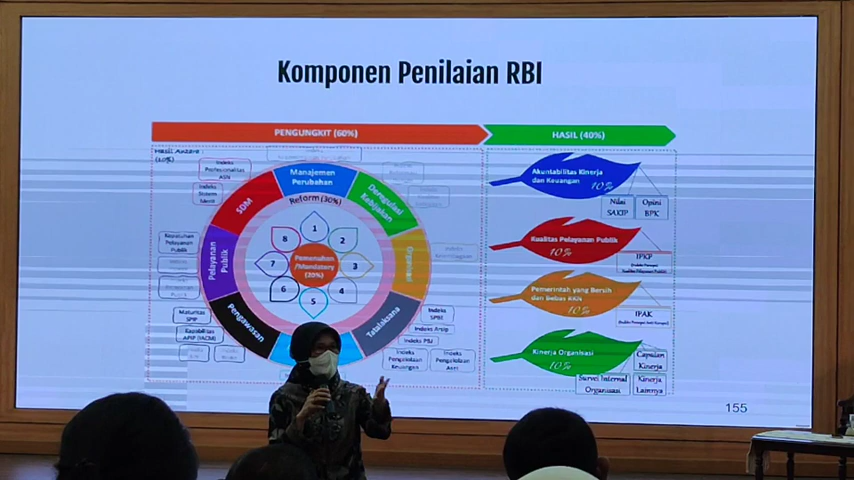 Komponen Penilaian RBI
PENGUNGKIT (60%)
HASIL (40%)
Hasil Antara :
(10%)
Indeks
Profesionalitas
ASN
Indeks
Sistem
Merit
SDM
Manajemen
Perubahan
Deregulasi
Kebijakan
Organisasi
Tatalaksana
Pengawasan
Pelayanan
Publik
Reform (30%)
1
2
3
4
5
6
7
8
Pemenuhan
/Mandatory
(20%)
Kepatuhan
Pelayanan
Publik
Maturitas
SPIP
Kapabilitas
APIP (IACM)
Indeks
SPBE
Indeks Arsip
Indeks PBJ
Indeks
Pengelolaan
Keuangan
Indeks
Pengelolaan
Aset
Akuntabilitas Kinerja
dan Keuangan
10%
Nilai
SAKIP
Opini
BPK
Kualitas Pelayanan Publik
10%
IPKP
Pemerintah yang Bersih
dan Bebas KKN
10%
IPAK
Kinerja Organisasi
10%
Capaian
Kinerja
Survei Internal
Organisasi
Kinerja
Lainnya
155